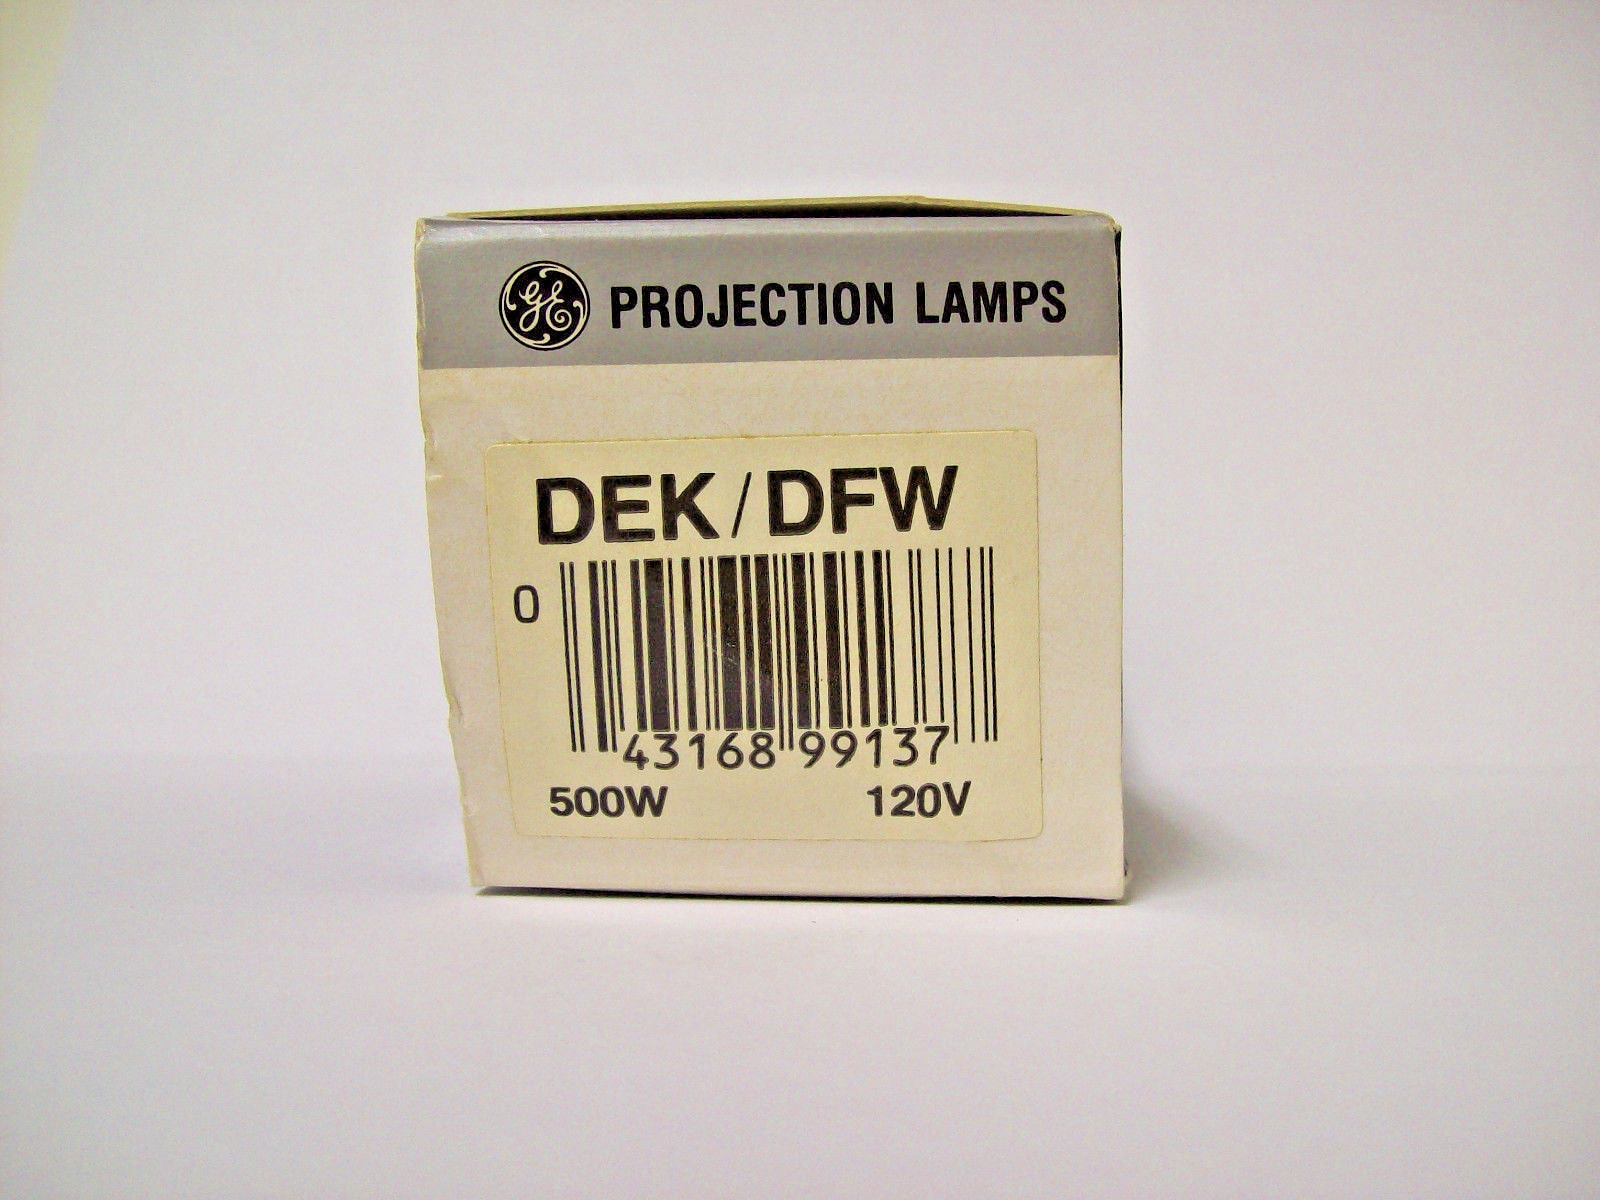 GE PROJECTION LAMPS
DEK/DFW
0
43168 99137
500W 120V